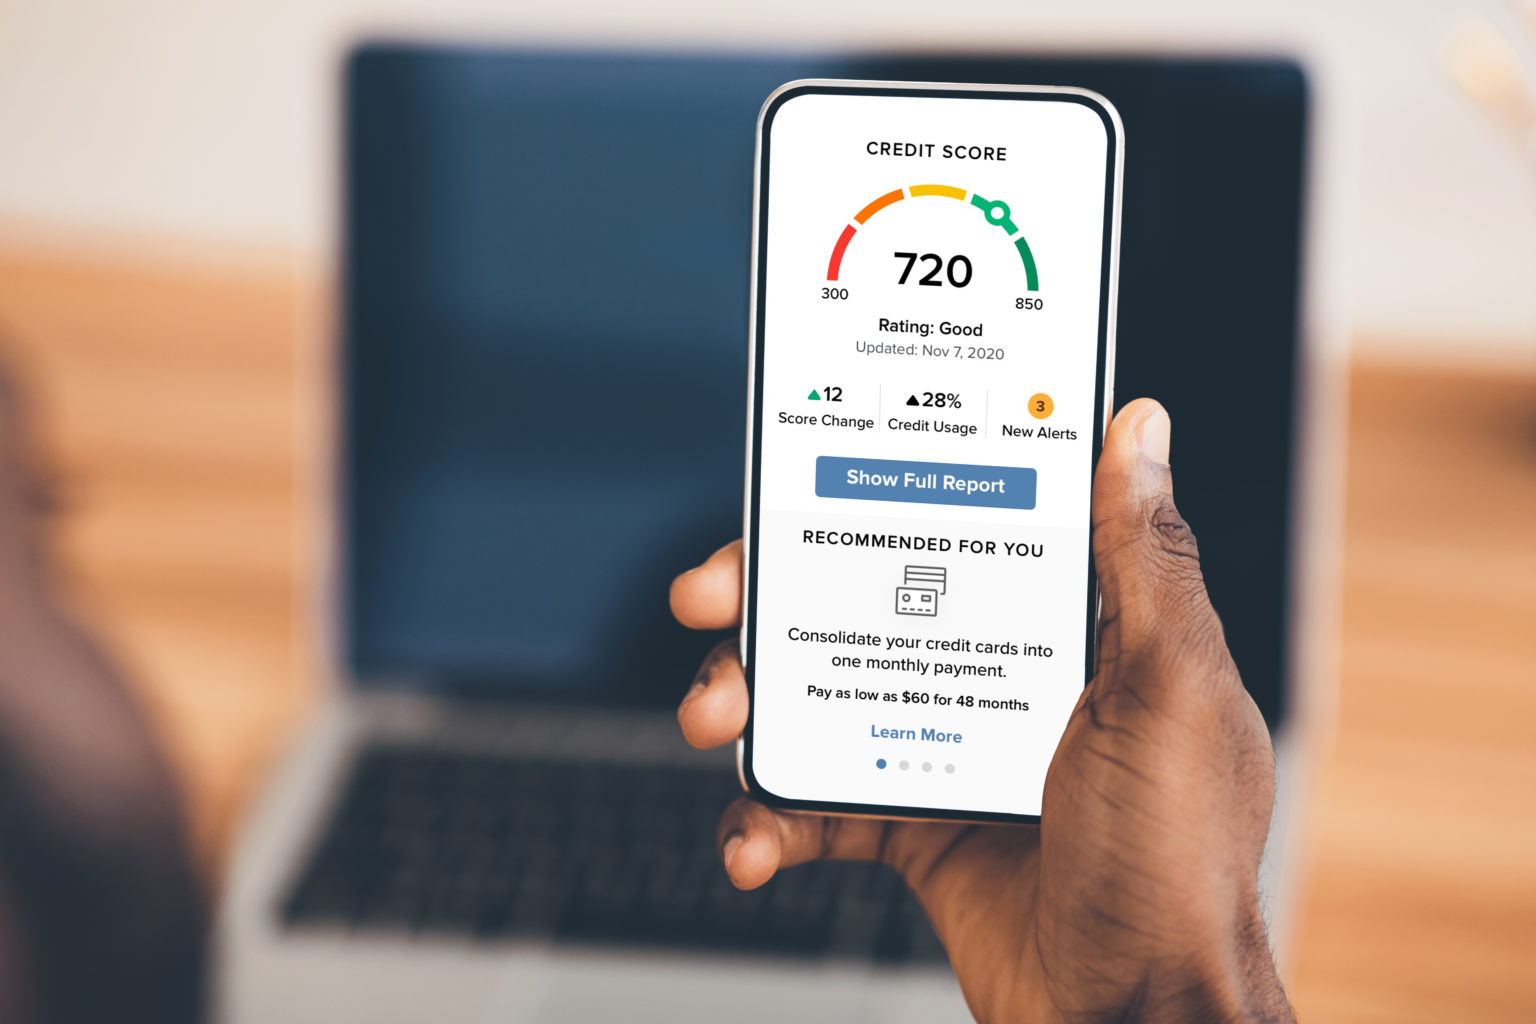 CREDIT SCORE
720
300
850
Rating: Good
Updated: Nov 7, 2020
▲12
Score Change
▲28%
Credit Usage
3
New Alerts
Show Full Report
RECOMMENDED FOR YOU
Consolidate your credit cards into
one monthly payment.
Pay as low as $60 for 48 months
Learn More